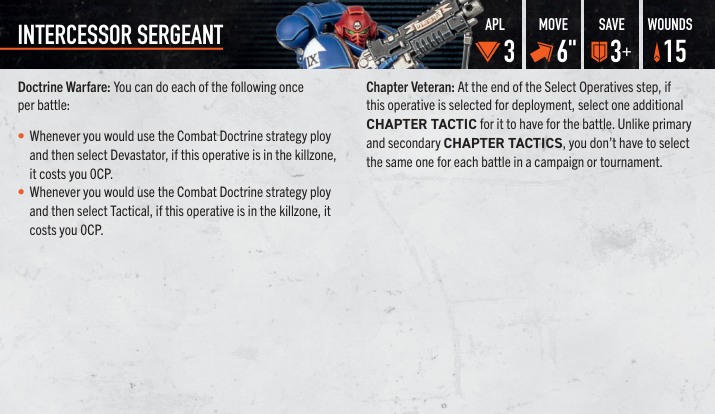 INTERCESSOR SERGEANT
APL
3
MOVE
6"
SAVE
3+
WOUNDS
15
IX
Doctrine Warfare: You can do each of the following once
per battle:
• Whenever you would use the Combat Doctrine strategy ploy
and then select Devastator, if this operative is in the killzone,
it costs you 0CP.
• Whenever you would use the Combat Doctrine strategy ploy
and then select Tactical, if this operative is in the killzone, it
costs you 0CP.
Chapter Veteran: At the end of the Select Operatives step, if
this operative is selected for deployment, select one additional
CHAPTER TACTIC for it to have for the battle. Unlike primary
and secondary CHAPTER TACTICS, you don't have to select
the same one for each battle in a campaign or tournament.